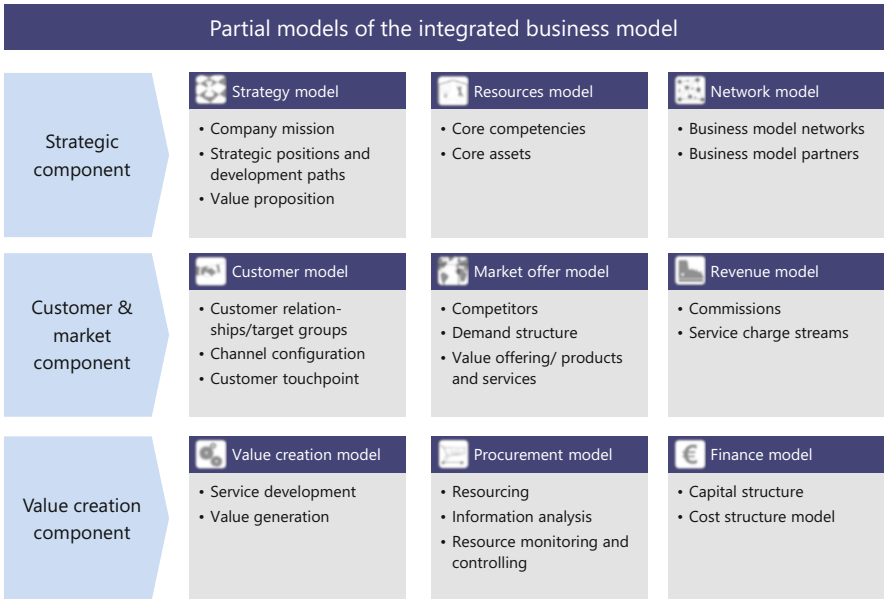 Partial models of the integrated business model
Strategic
component
Strategy model
• Company mission
• Strategic positions and
development paths
• Value proposition
Resources model
• Core competencies
• Core assets
Network model
• Business model networks
• Business model partners
Customer &
market
component
Customer model
• Customer relation-
ships/target groups
• Channel configuration
• Customer touchpoint
Market offer model
• Competitors
• Demand structure
• Value offering/ products
and services
Revenue model
• Commissions
• Service charge streams
Value creation
component
Value creation model
• Service development
• Value generation
Procurement model
• Resourcing
• Information analysis
• Resource monitoring and
controlling
€ Finance model
• Capital structure
• Cost structure model